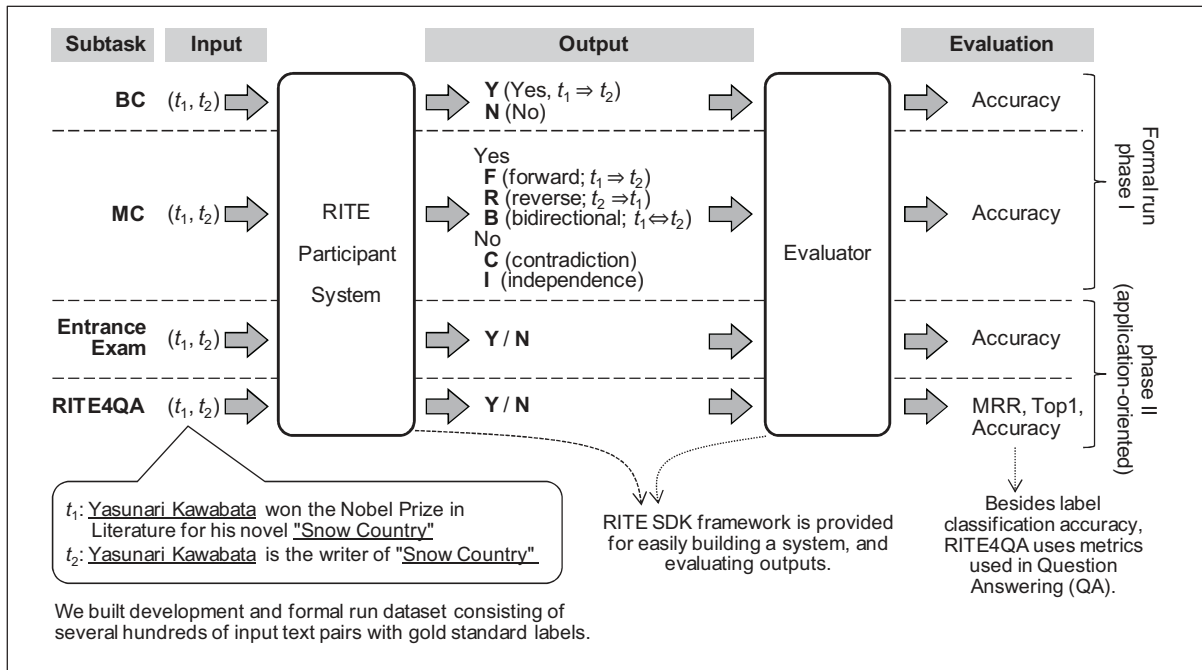 Subtask Input Output Evaluation
BC (t1, t2) Y (Yes, t1 ⇒ t2) Accuracy
N (No)
MC (t1, t2) Yes
F (forward; t1 ⇒ t2)
R (reverse; t2 ⇒t1)
B (bidirectional; t1⇔t2)
No
C (contradiction)
I (independence)
Accuracy
RITE
Participant
System
Evaluator
Formal run
phase I
Entrance
Exam (t1, t2) Y / N Accuracy
RITE4QA (t1, t2) Y / N MRR, Top1,
Accuracy
phase II
(application-oriented)
t1: Yasunari Kawabata won the Nobel Prize in
Literature for his novel "Snow Country"
t2: Yasunari Kawabata is the writer of "Snow Country"
RITE SDK framework is provided
for easily building a system, and
evaluating outputs.
Besides label
classification accuracy,
RITE4QA uses metrics
used in Question
Answering (QA).
We built development and formal run dataset consisting of
several hundreds of input text pairs with gold standard labels.